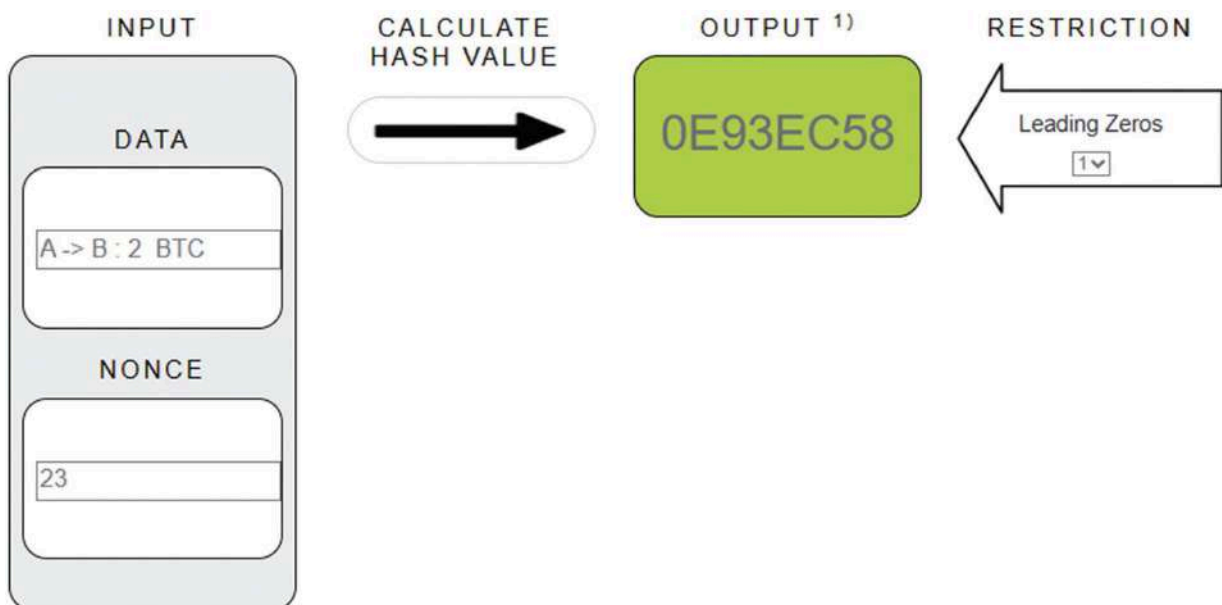 INPUT
DATA
A -> B : 2 BTC
NONCE
23
CALCULATE
HASH VALUE
OUTPUT 1)
0E93EC58
RESTRICTION
Leading Zeros
1